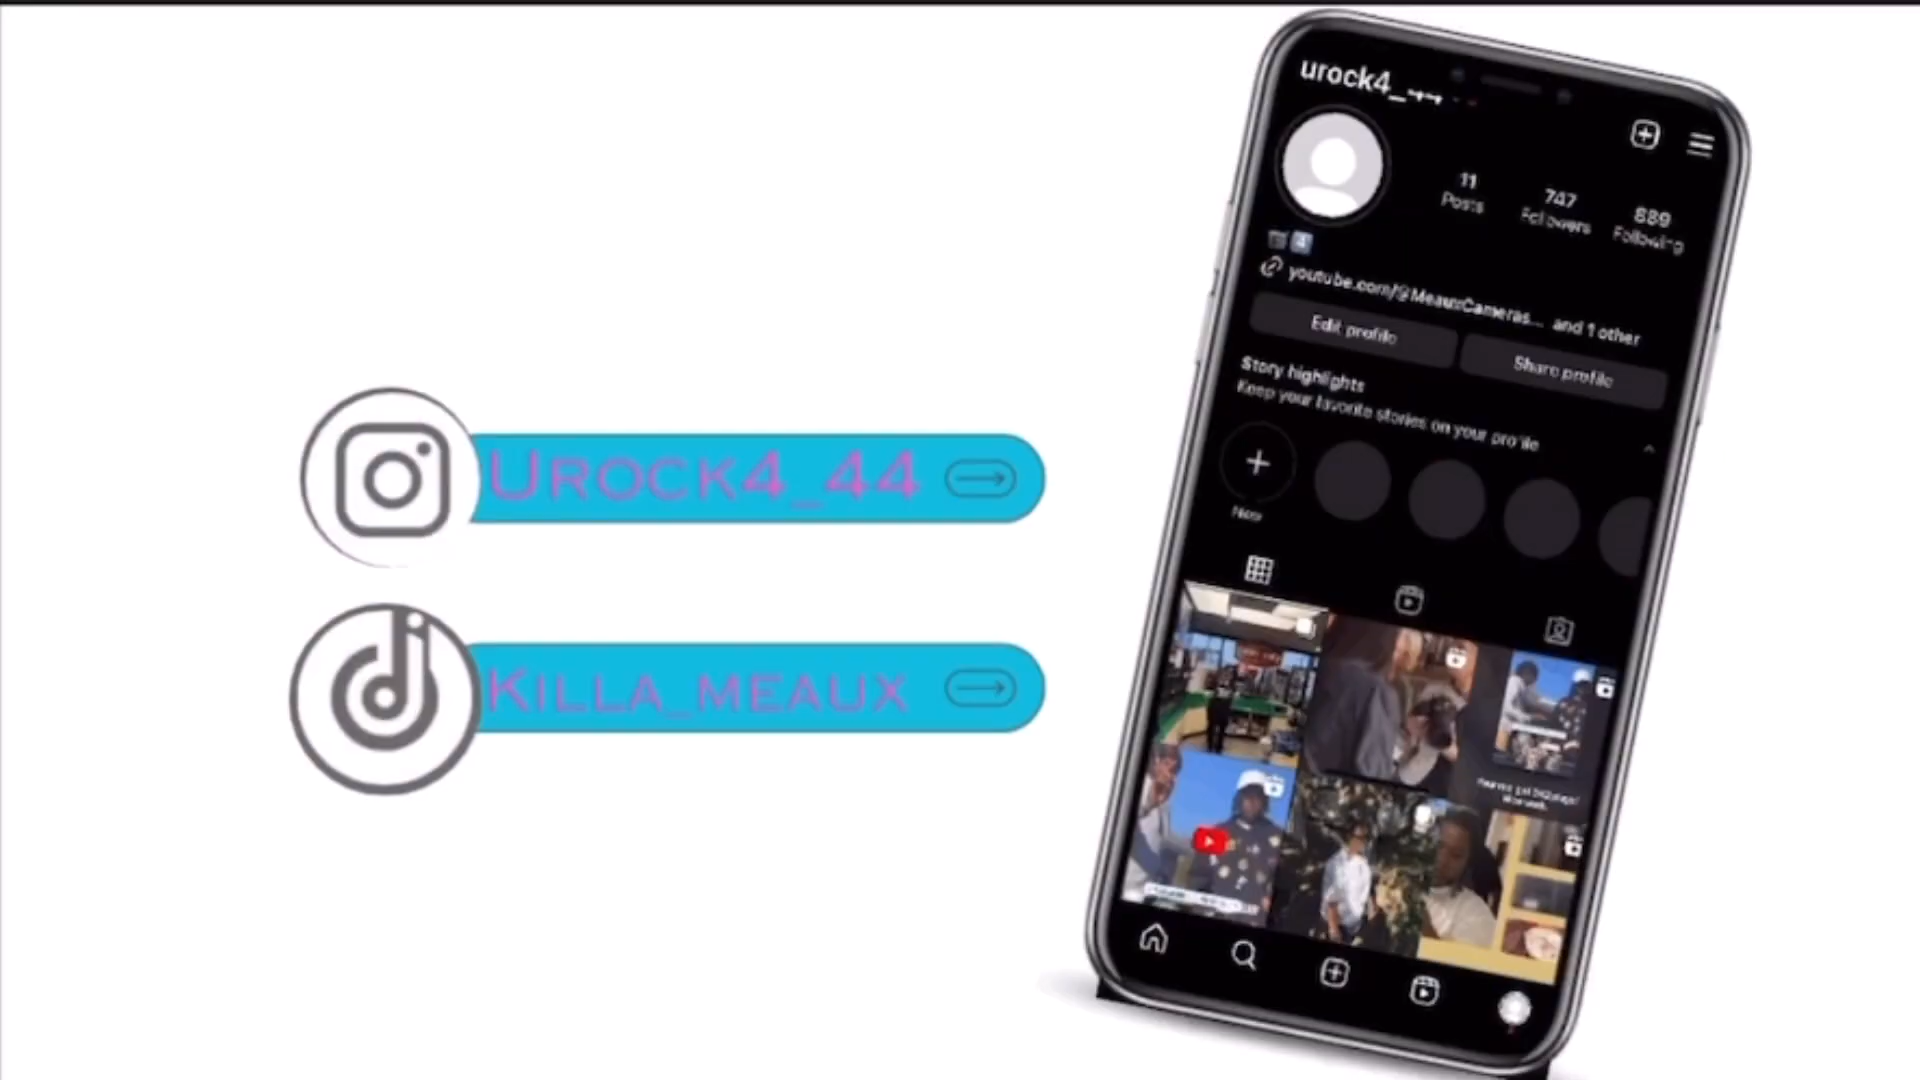 Urock4_44
Killa_meaux
urock4_44
11
Posts
747
Followers
889
Following
youtube.com/@MeauxCameras... and 1 other
Edit profile
Share profile
Story highlights
Keep your favorite stories on your profile
New